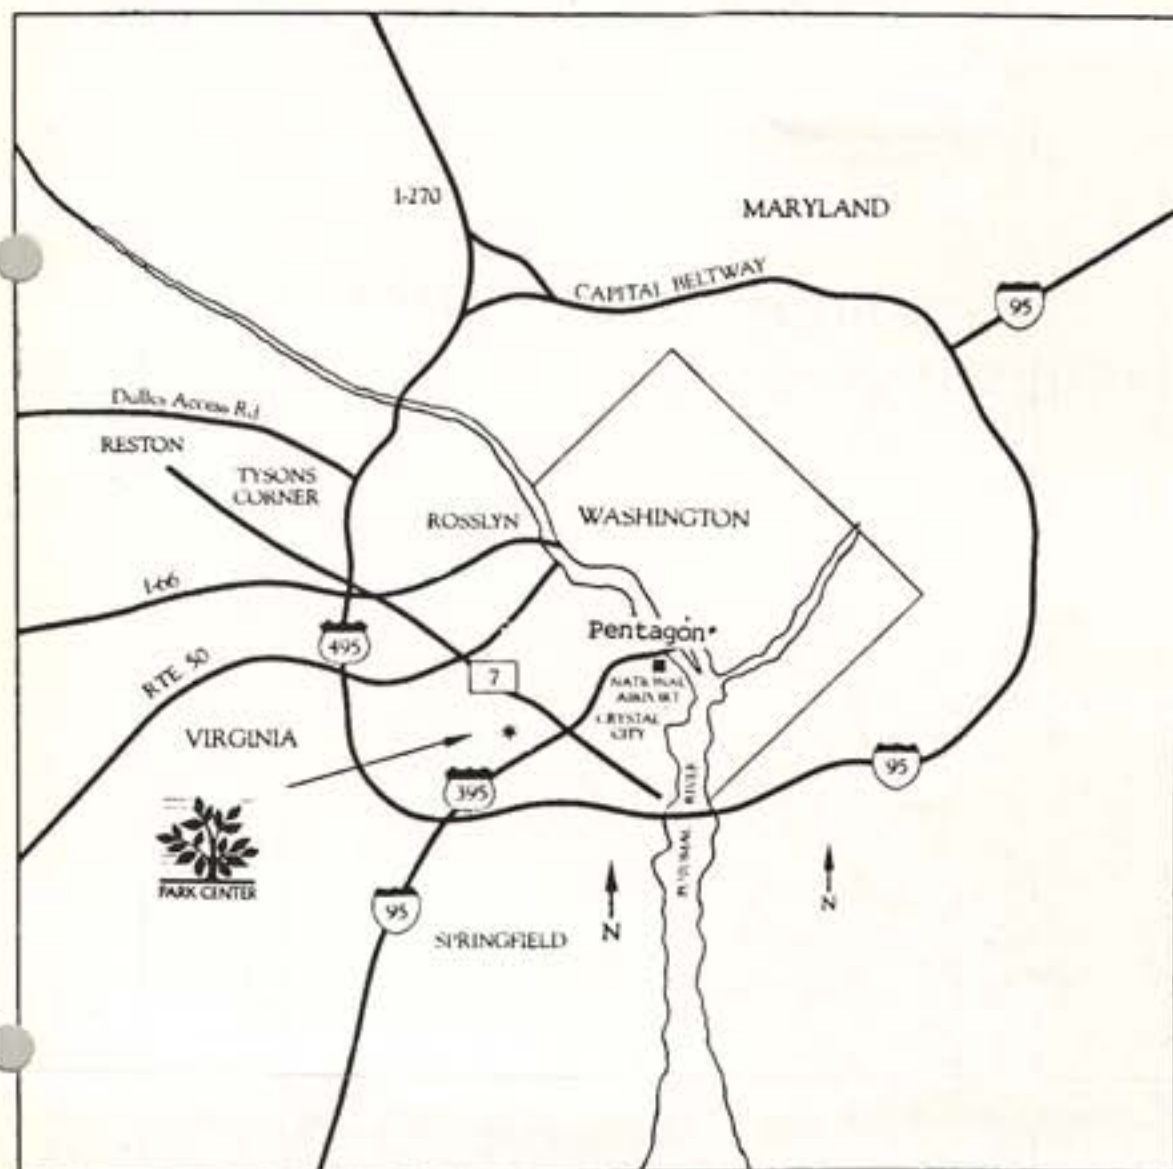 I-270
MARYLAND
CAPITAL BELTWAY
95
Dulles Access Rd
RESTON
TYSONS
CORNER
ROSSLYN
WASHINGTON
I-66
Pentagon
495
RTE 50
7
NATIONAL
AIRPORT
CRYSTAL
CITY
VIRGINIA
395
95
POTOMAC RIVER
PARK CENTER
95
N
N
SPRINGFIELD